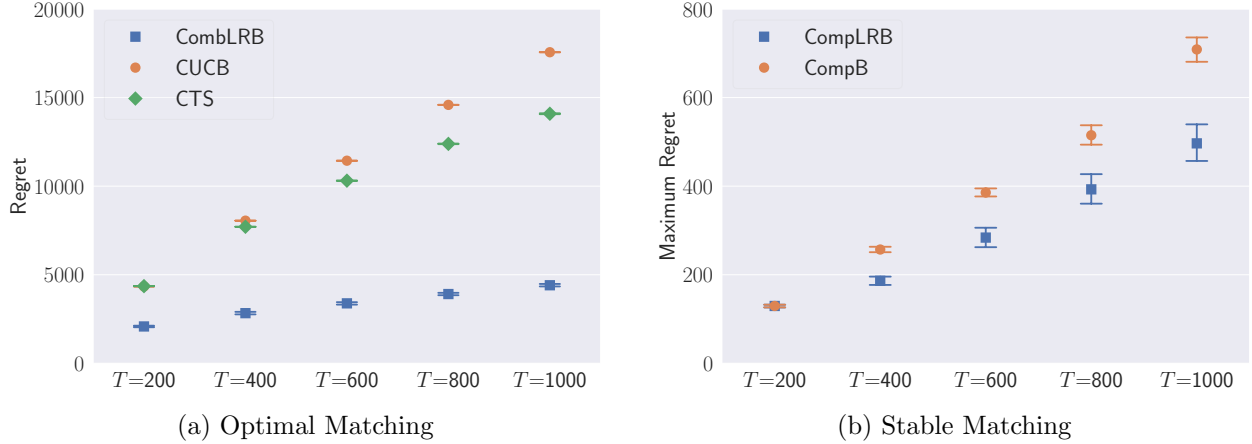 20000
15000
10000
5000
0
Regret
CombLRB
CUCB
CTS
T=200
T=400
T=600
T=800
T=1000
(a) Optimal Matching
800
600
400
200
0
Maximum Regret
CompLRB
CompB
T=200
T=400
T=600
T=800
T=1000
(b) Stable Matching